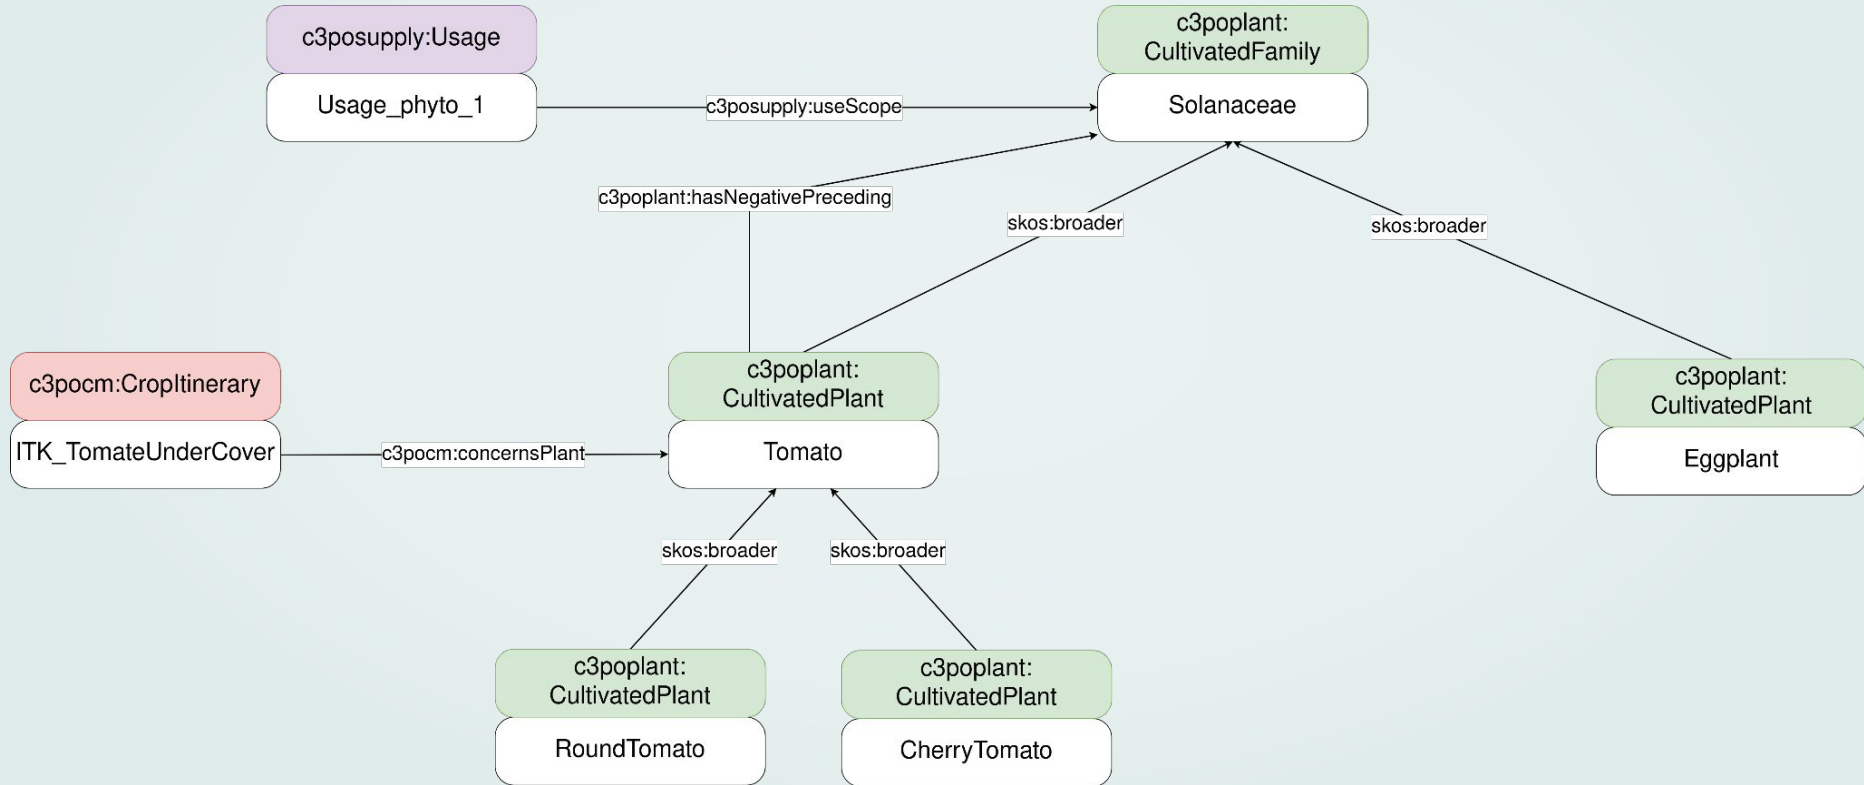 c3posupply:Usage
c3poplant:
CultivatedFamily
Usage_phyto_1
c3posupply:useScope
Solanaceae
c3poplant:hasNegativePreceding
skos:broader
skos:broader
c3pocm:CropItinerary
c3poplant:
CultivatedPlant
c3poplant:
CultivatedPlant
ITK_TomateUnderCover
c3pocm:concernsPlant
Tomato
Eggplant
skos:broader
skos:broader
c3poplant:
CultivatedPlant
c3poplant:
CultivatedPlant
RoundTomato
CherryTomato